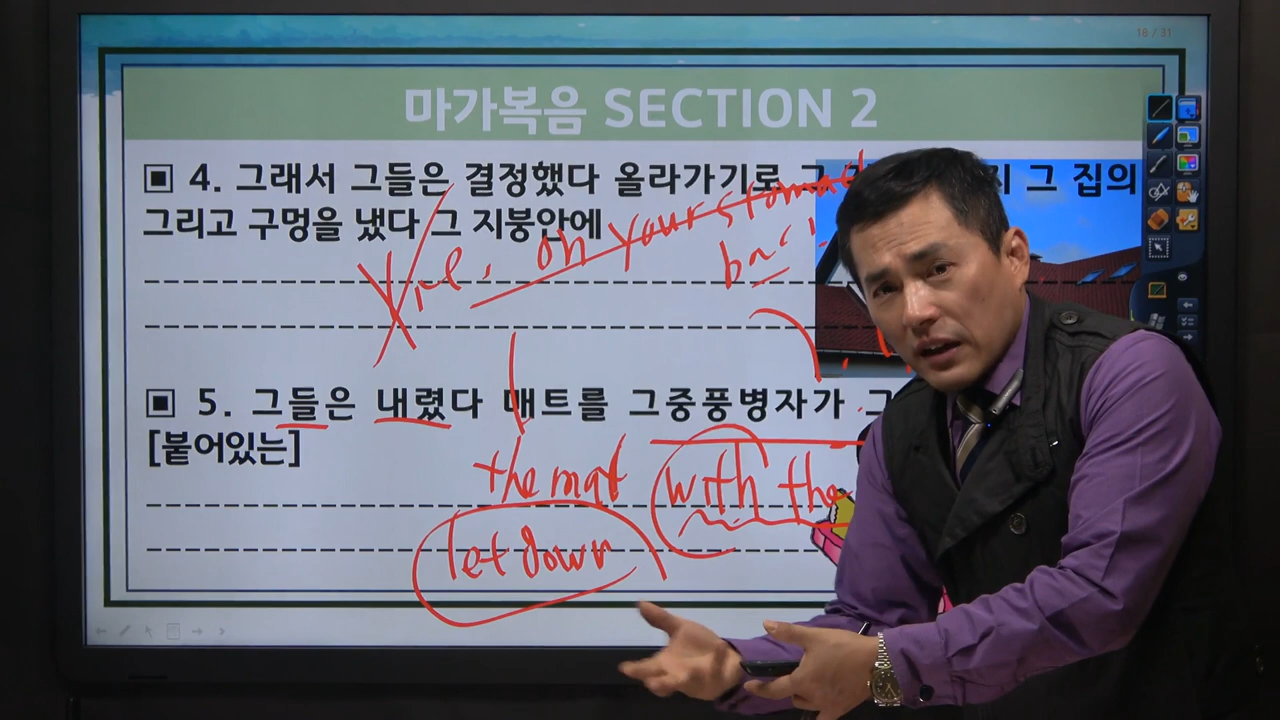 18 / 31
마가복음 SECTION 2
▣ 4. 그래서 그들은 결정했다 올라가기로 그 그 집의
그리고 구멍을 냈다 그 지붕안에
on your stomach
▣ 5. 그들은 내렸다 매트를 그중풍병자가 그
[붙어있는]
the mat with the
let down